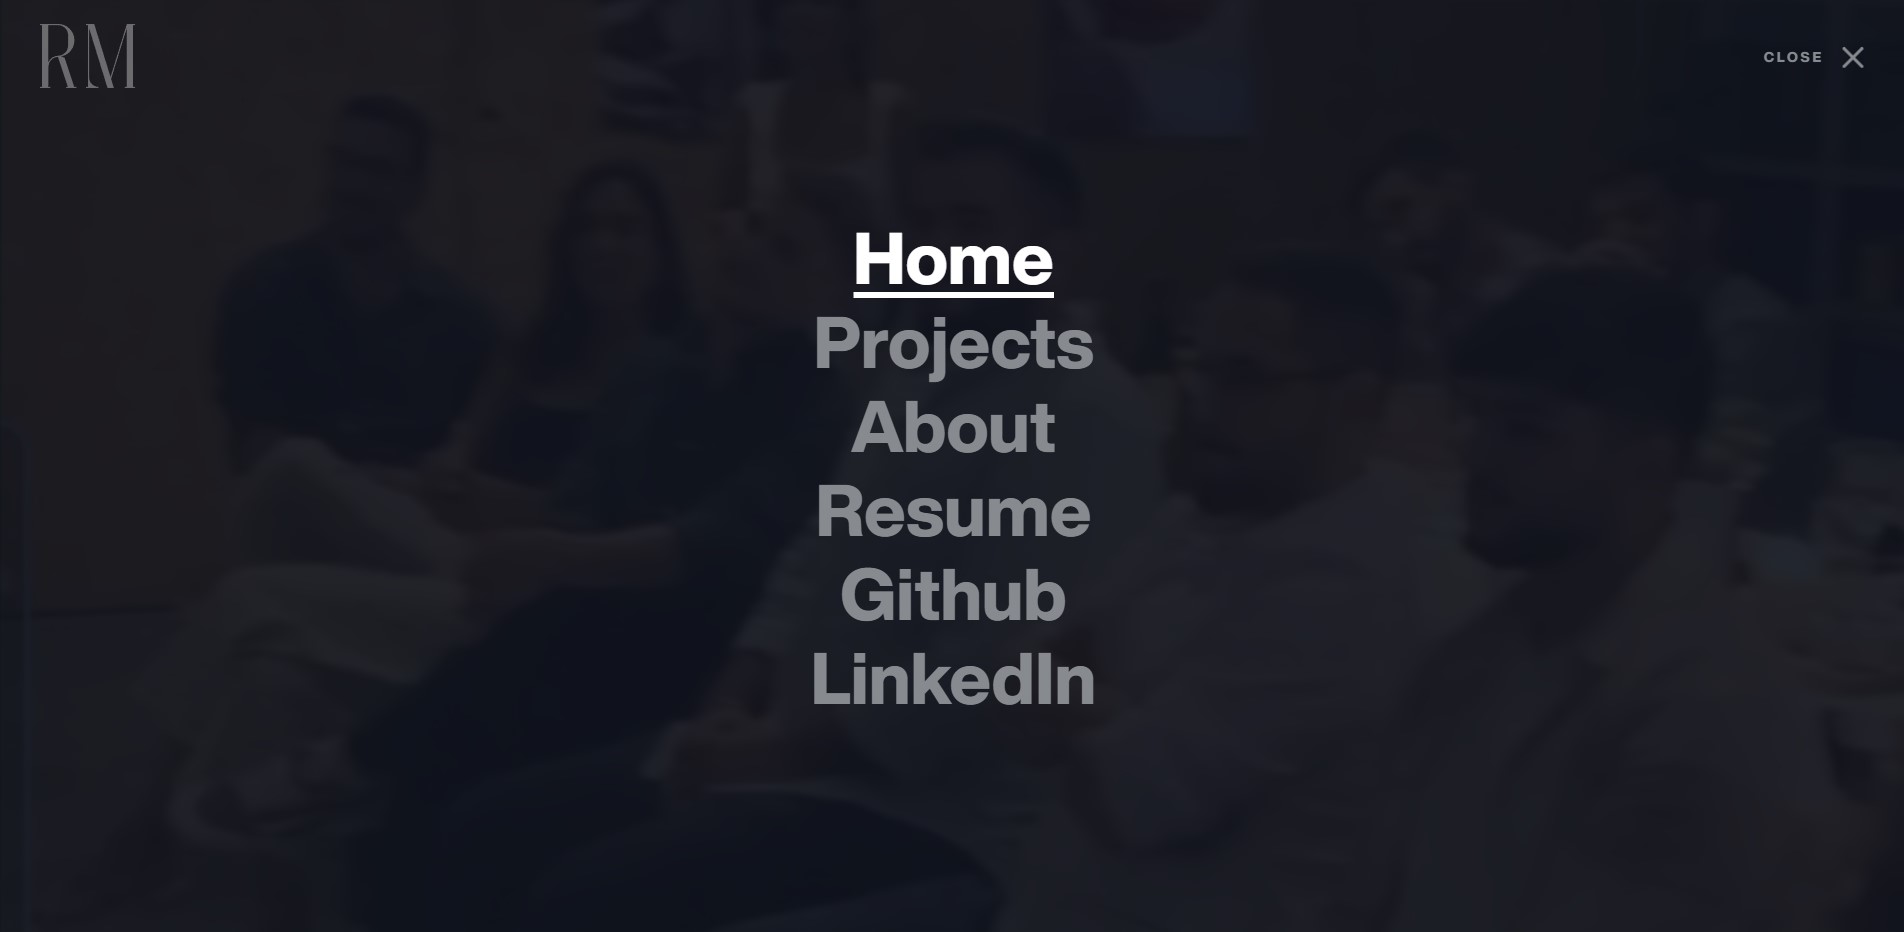 RM
CLOSE
Home
Projects
About
Resume
Github
LinkedIn